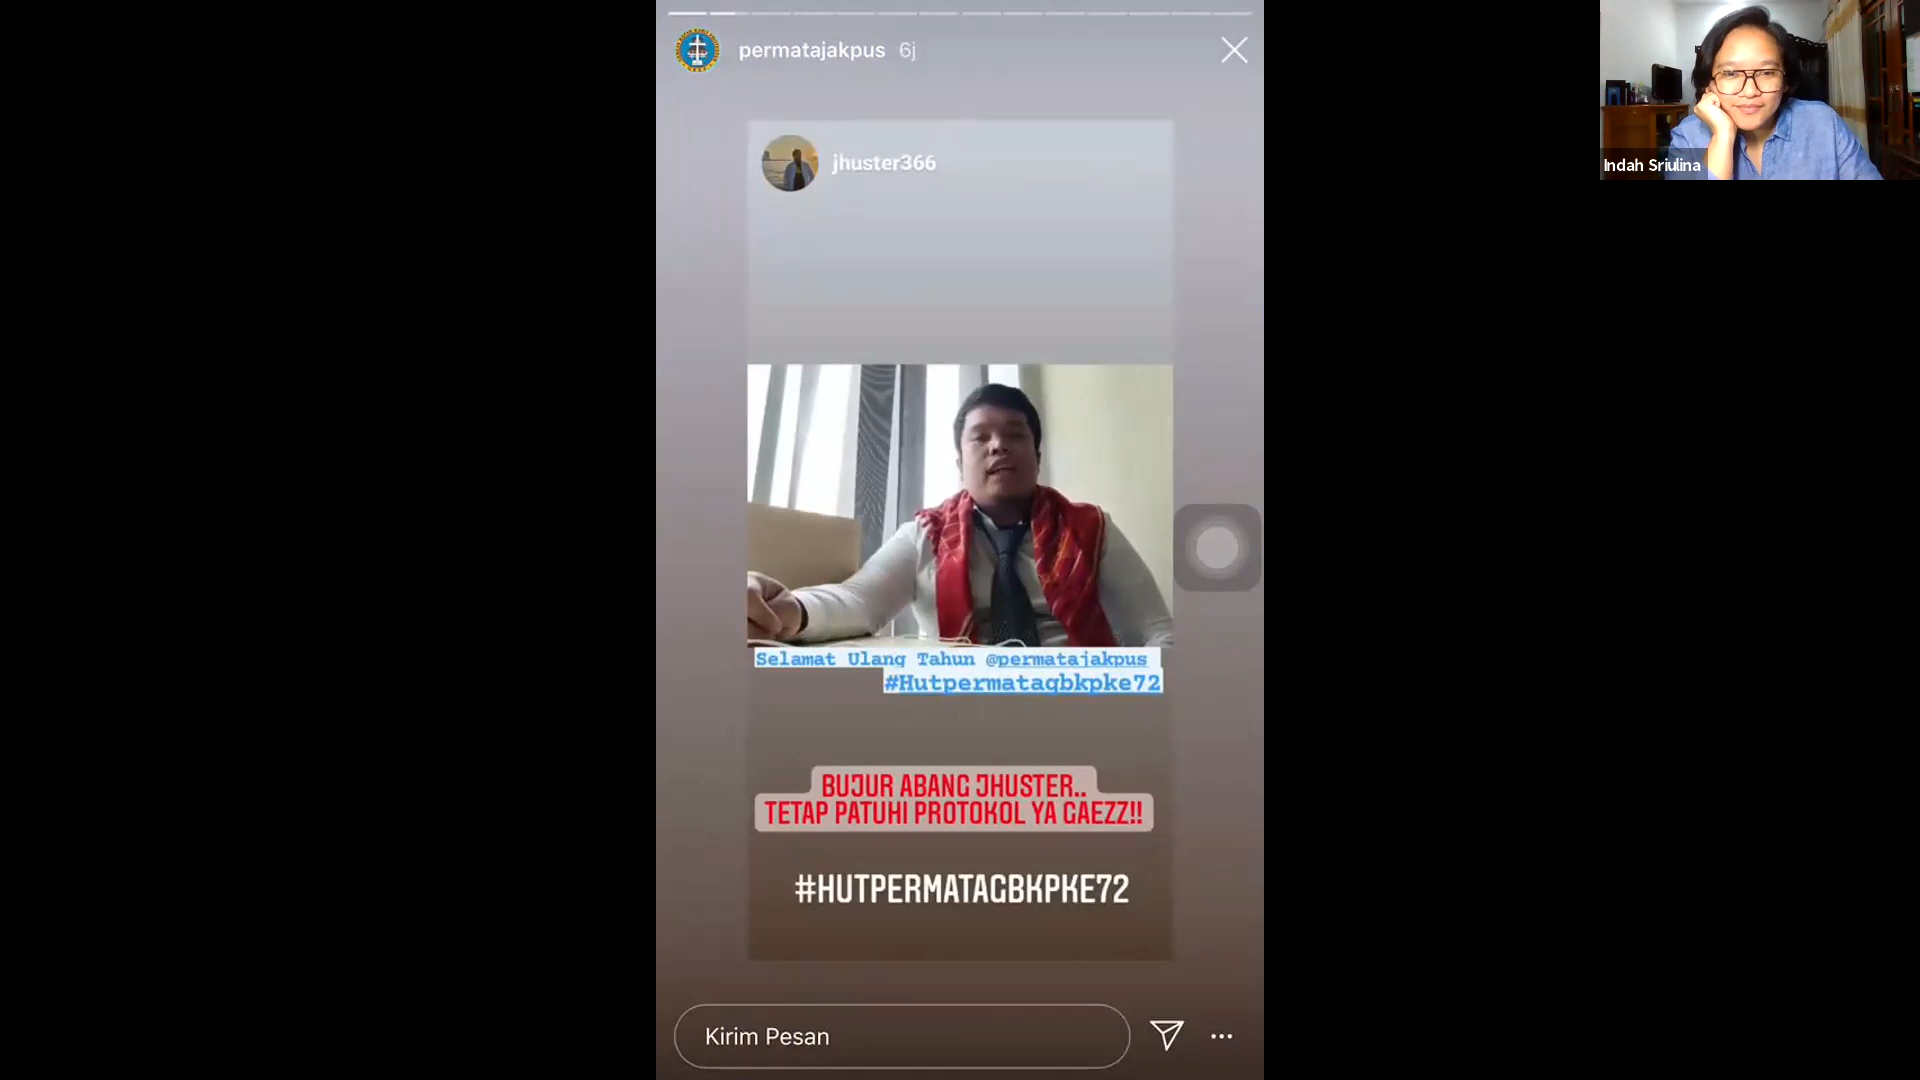 permatajakpus 6j
Indah Sriulina
jhuster366
Selamat Ulang Tahun @permatajakpus
#Hutpermatagbkpke72
BUJUR ABANG JHUSTER..
TETAP PATUHI PROTOKOL YA GAEZZ!!
#HUTPERMATAGBKPKE72
Kirim Pesan